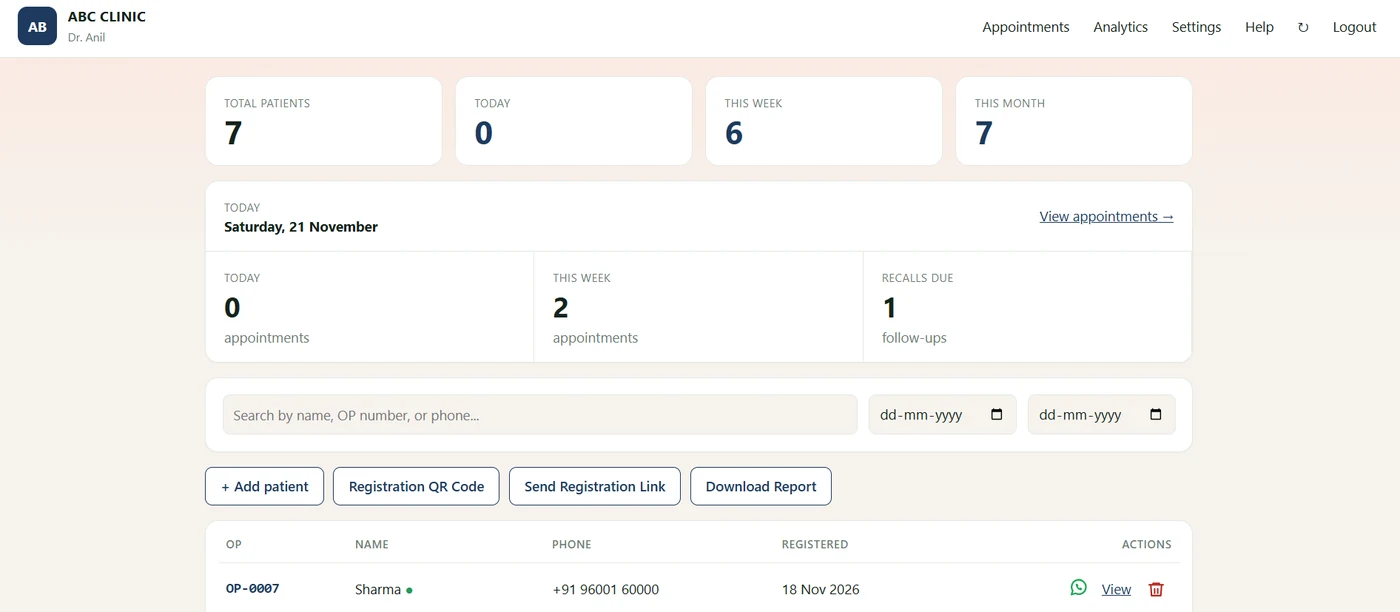 AB
ABC CLINIC
Dr. Anil
Appointments Analytics Settings Help ↻ Logout
TOTAL PATIENTS
7
TODAY
0
THIS WEEK
6
THIS MONTH
7
TODAY
Saturday, 21 November
View appointments →
TODAY
0
appointments
THIS WEEK
2
appointments
RECALLS DUE
1
follow-ups
Search by name, OP number, or phone...
dd-mm-yyyy
dd-mm-yyyy
+ Add patient
Registration QR Code
Send Registration Link
Download Report
OP NAME PHONE REGISTERED ACTIONS
OP-0007 Sharma +91 96001 60000 18 Nov 2026 View